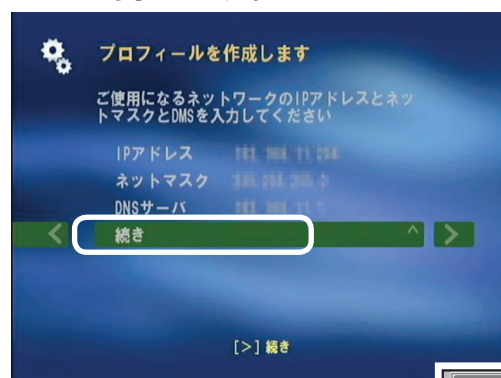 プロフィールを作成します
ご使用になるネットワークのIPアドレスとネッ
トマスクとDMSを入力してください
IPアドレス
ネットマスク
DNSサーバ
続き ^
< >
[>] 続き